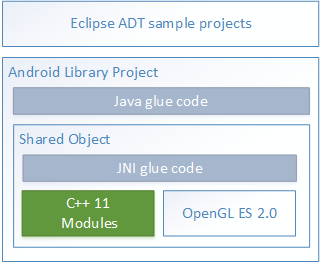 Eclipse ADT sample projects
Android Library Project
Java glue code
Shared Object
JNI glue code
C++ 11
Modules
OpenGL ES 2.0